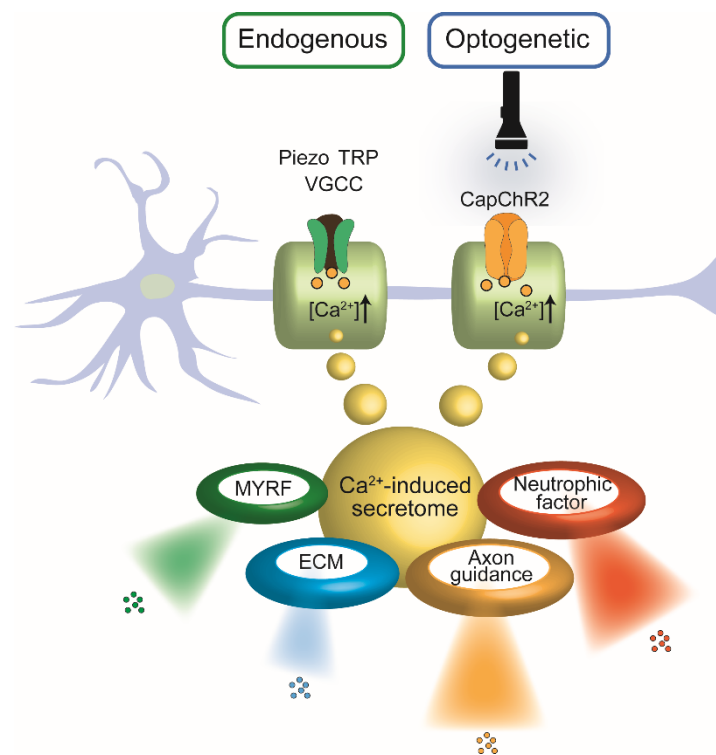 Endogenous
Optogenetic
Piezo TRP
VGCC
CapChR2
[Ca²⁺]↑
[Ca²⁺]↑
Ca²⁺-induced
secretome
MYRF
Neutrophic
factor
ECM
Axon
guidance